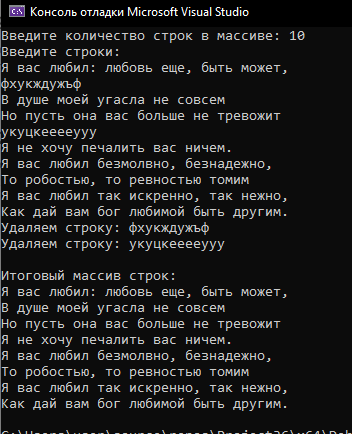 Консоль отладки Microsoft Visual Studio
Введите количество строк в массиве: 10
Введите строки:
Я вас любил: любовь еще, быть может,
фхукждужъф
В душе моей угасла не совсем
Но пусть она вас больше не тревожит
укуцкеееееууу
Я не хочу печалить вас ничем.
Я вас любил безмолвно, безнадежно,
То робостью, то ревностью томим
Я вас любил так искренно, так нежно,
Как дай вам бог любимой быть другим.
Удаляем строку: фхукждужъф
Удаляем строку: укуцкеееееууу
Итоговый массив строк:
Я вас любил: любовь еще, быть может,
В душе моей угасла не совсем
Но пусть она вас больше не тревожит
Я не хочу печалить вас ничем.
Я вас любил безмолвно, безнадежно,
То робостью, то ревностью томим
Я вас любил так искренно, так нежно,
Как дай вам бог любимой быть другим.